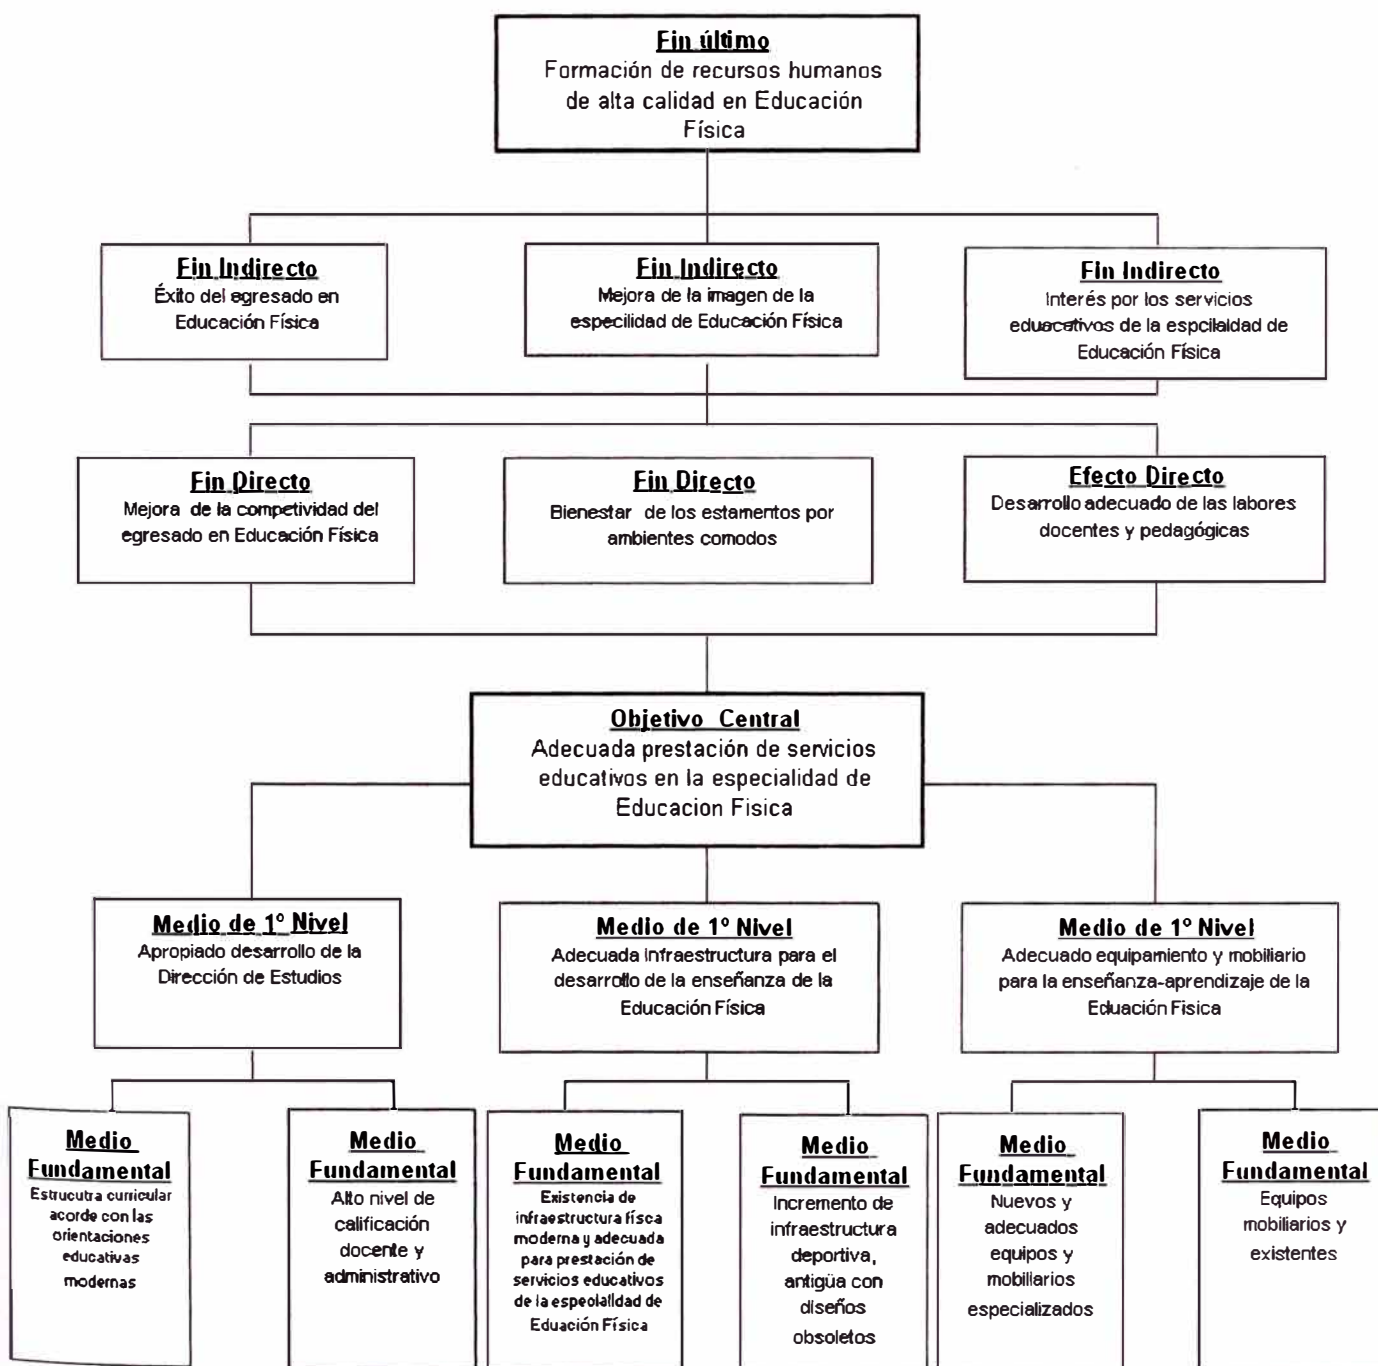 Fin último
Formación de recursos humanos
de alta calidad en Educación
Física
Fin Indirecto
Éxito del egresado en
Educación Física
Fin Indirecto
Mejora de la imagen de la
especilidad de Educación Física
Fin Indirecto
Interés por los servicios
eduacativos de la espcilaldad de
Educación Física
Fin Directo
Mejora de la competividad del
egresado en Educación Física
Fin Directo
Bienestar de los estamentos por
ambientes comodos
Efecto Directo
Desarrollo adecuado de las labores
docentes y pedagógicas
Objetivo Central
Adecuada prestación de servicios
educativos en la especialidad de
Educacion Fisica
Medio de 1º Nivel
Apropiado desarrollo de la
Dirección de Estudios
Medio de 1º Nivel
Adecuada Infraestructura para el
desarrollo de la enseñanza de la
Educación Física
Medio de 1º Nivel
Adecuado equipamiento y mobiliario
para la enseñanza-aprendizaje de la
Eduación Fisica
Medio
Fundamental
Estrucutra curricular
acorde con las
orientaciones
educativas
modernas
Medio
Fundamental
Alto nivel de
calificación
docente y
administrativo
Medio
Fundamental
Existencia de
infraestructura físca
moderna y adecuada
para prestación de
servicios educativos
de la espeolalidad de
Eduación Física
Medio
Fundamental
Incremento de
infraestructura
deportiva,
antigüa con
diseños
obsoletos
Medio
Fundamental
Nuevos y
adecuados
equipos y
mobiliarios
especializados
Medio
Fundamental
Equipos
mobiliarios y
existentes